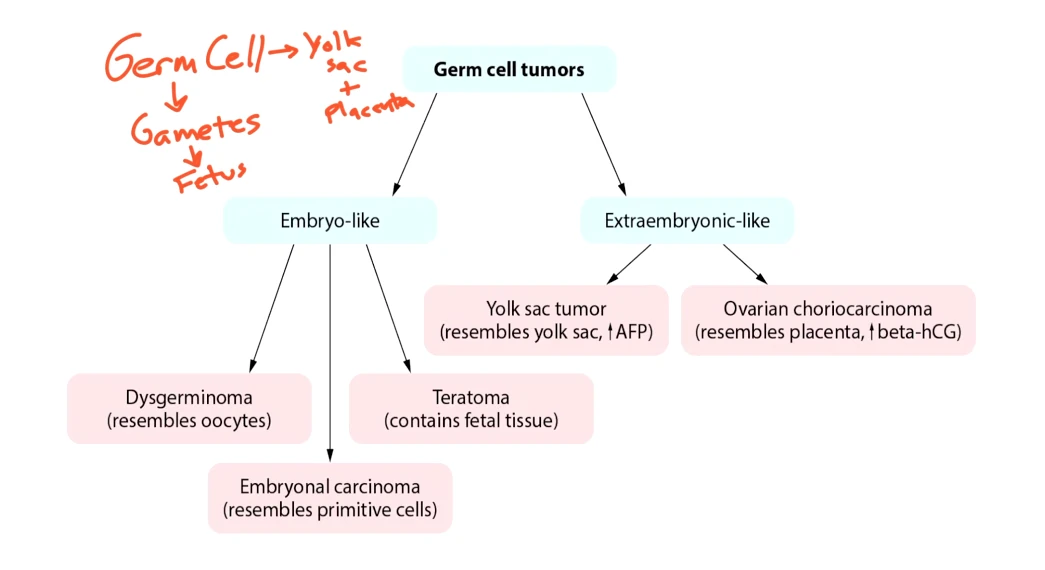 Germ Cell → Yolk
sac
+
Placenta
Gametes
Fetus
Germ cell tumors
Embryo-like
Extraembryonic-like
Yolk sac tumor
(resembles yolk sac, ↑AFP)
Ovarian choriocarcinoma
(resembles placenta, ↑beta-hCG)
Dysgerminoma
(resembles oocytes)
Teratoma
(contains fetal tissue)
Embryonal carcinoma
(resembles primitive cells)